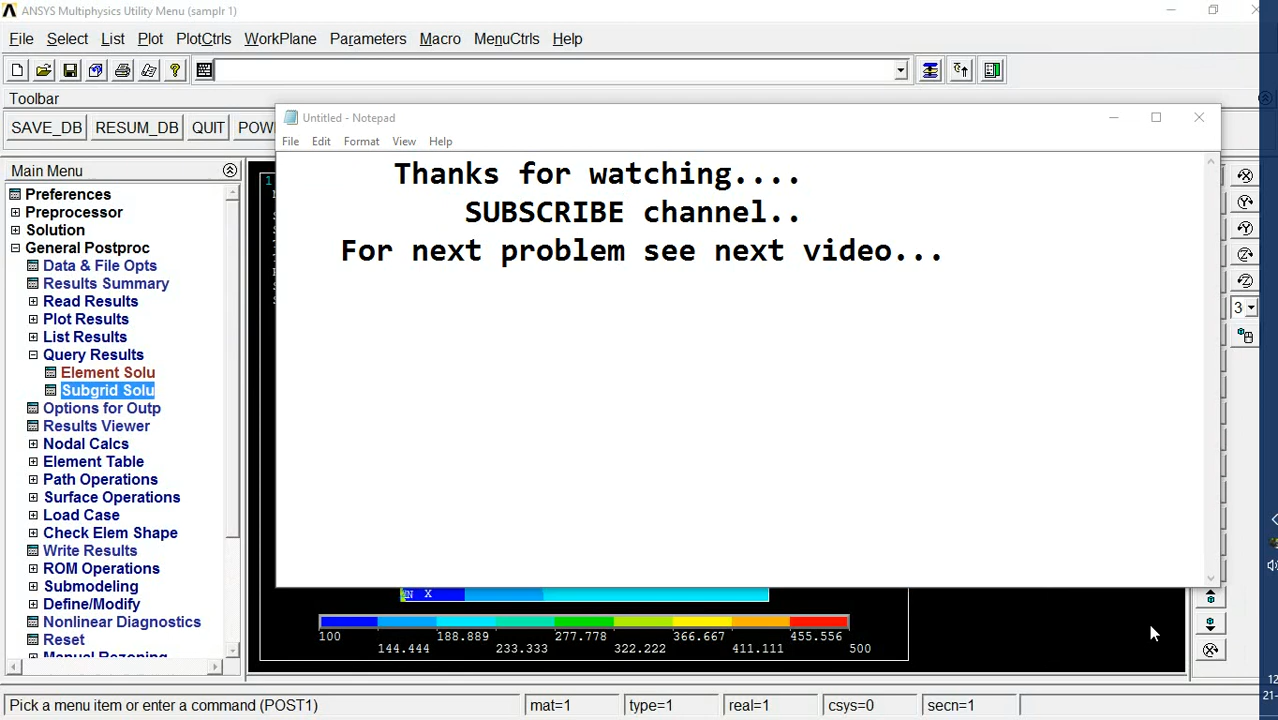 ANSYS Multiphysics Utility Menu (samplr 1)
File Select List Plot PlotCtrls WorkPlane Parameters Macro MenuCtrls Help
Toolbar
SAVE_DB RESUM_DB QUIT POW
Main Menu
Preferences
Preprocessor
Solution
General Postproc
Data & File Opts
Results Summary
Read Results
Plot Results
List Results
Query Results
Element Solu
Subgrid Solu
Options for Outp
Results Viewer
Nodal Calcs
Element Table
Path Operations
Surface Operations
Load Case
Check Elem Shape
Write Results
ROM Operations
Submodeling
Define/Modify
Nonlinear Diagnostics
Reset
Manual Rezoning
1
Untitled - Notepad
File Edit Format View Help
Thanks for watching....
SUBSCRIBE channel..
For next problem see next video...
X
100 188.889 277.778 366.667 455.556
144.444 233.333 322.222 411.111 500
3
Pick a menu item or enter a command (POST1) mat=1 type=1 real=1 csys=0 secn=1
12
21-